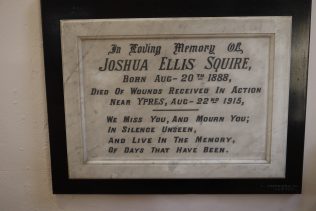 In Loving Memory Of,
JOSHUA ELLIS SQUIRE,
BORN AUG- 20TH 1888,
DIED OF WOUNDS RECEIVED IN ACTION
NEAR YPRES, AUG- 22ND 1915,
WE MISS YOU, AND MOURN YOU;
IN SILENCE UNSEEN,
AND LIVE IN THE MEMORY,
OF DAYS THAT HAVE BEEN.